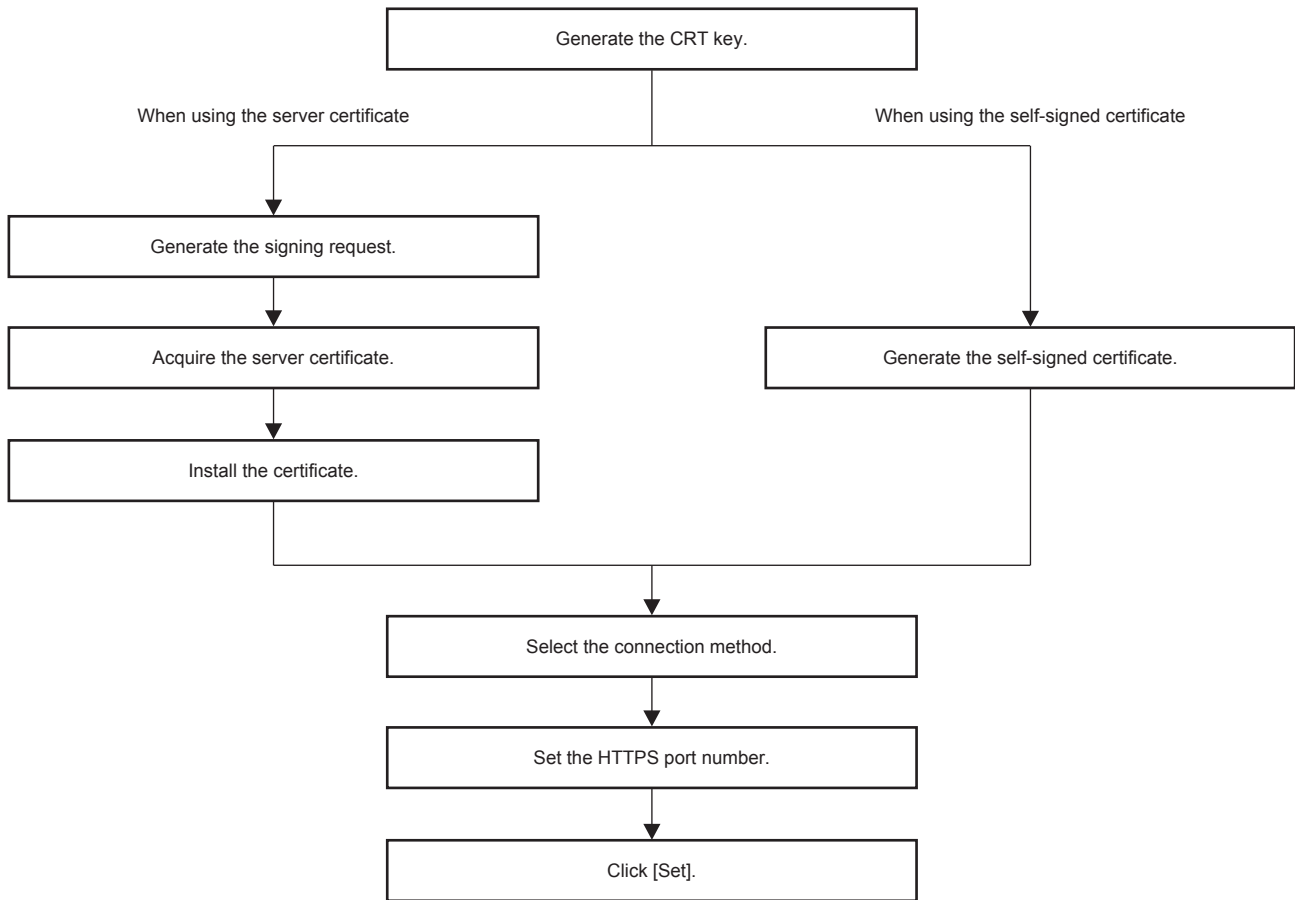 Generate the CRT key.
When using the server certificate
When using the self-signed certificate
Generate the signing request.
Acquire the server certificate.
Generate the self-signed certificate.
Install the certificate.
Select the connection method.
Set the HTTPS port number.
Click [Set].